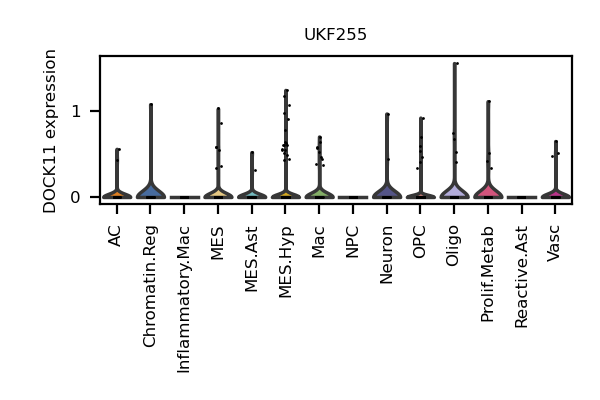 UKF255
DOCK11 expression
1
0
AC
Chromatin.Reg
Inflammatory.Mac
MES
MES.Ast
MES.Hyp
Mac
NPC
Neuron
OPC
Oligo
Prolif.Metab
Reactive.Ast
Vasc